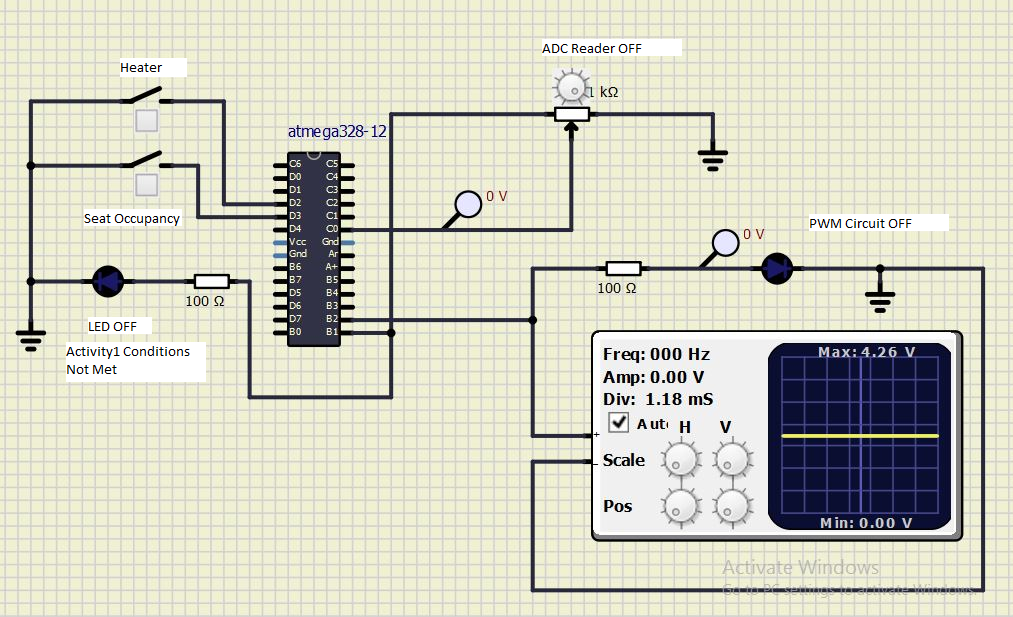 ADC Reader OFF
Heater
1 kΩ
atmega328-12
C6 C5
D0 C4
D1 C3
D2 C2
D3 C1
D4 C0
Vcc Gnd
Gnd Ar
B6 A+
B7 B5
D5 B4
D6 B3
D7 B2
B0 B1
0 V
Seat Occupancy
PWM Circuit OFF
0 V
100 Ω
100 Ω
LED OFF
Activity1 Conditions
Not Met
Freq: 000 Hz
Amp: 0.00 V
Div: 1.18 mS
Auto H V
+
Scale
-
Pos
Max: 4.26 V
Min: 0.00 V
Activate Windows
Go to PC settings to activate Windows.